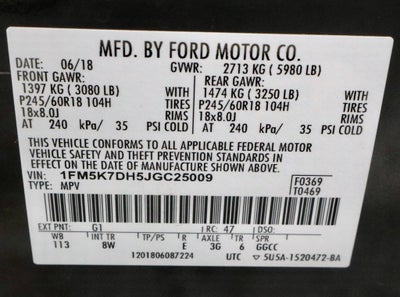 MFD. BY FORD MOTOR CO.
DATE: 06/18 GVWR: 2713 KG ( 5980 LB)
FRONT GAWR: REAR GAWR:
1397 KG ( 3080 LB) WITH 1474 KG ( 3250 LB) WITH
P245/60R18 104H TIRES P245/60R18 104H TIRES
18x8.0J RIMS 18x8.0J RIMS
AT 240 kPa/ 35 PSI COLD AT 240 kPa/ 35 PSI COLD
THIS VEHICLE CONFORMS TO ALL APPLICABLE FEDERAL MOTOR
VEHICLE SAFETY AND THEFT PREVENTION STANDARDS IN
EFFECT ON THE DATE OF MANUFACTURE SHOWN ABOVE.
VIN: 1FM5K7DH5JGC25009
TYPE: MPV
F0369
T0469
EXT PNT: G1 RC: 47 DSO:
WB INT TR TP/PS R AXLE TR SPR
113 8W E 3G 6 GGCC
1201806087224 UTC ▽ 5U5A-1520472-BA